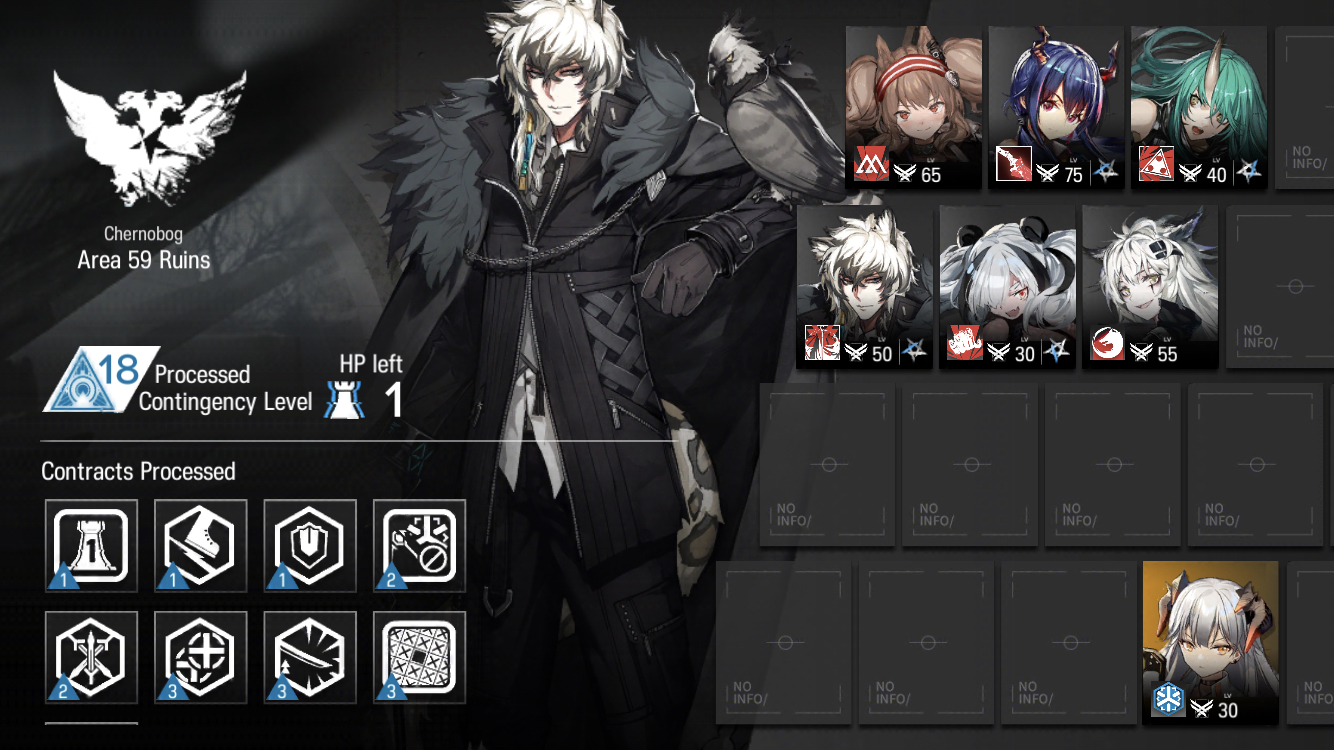 Chernobog
Area 59 Ruins
18
Processed
Contingency Level
HP left
1
Contracts Processed
1
1
1
1
2
2
3
3
3
LV
65
LV
75
LV
40
NO
INFO/
LV
50
LV
30
LV
55
NO
INFO/
NO
INFO/
NO
INFO/
NO
INFO/
NO
INFO/
NO
INFO/
NO
INFO/
NO
INFO/
LV
30
NO
INFO/